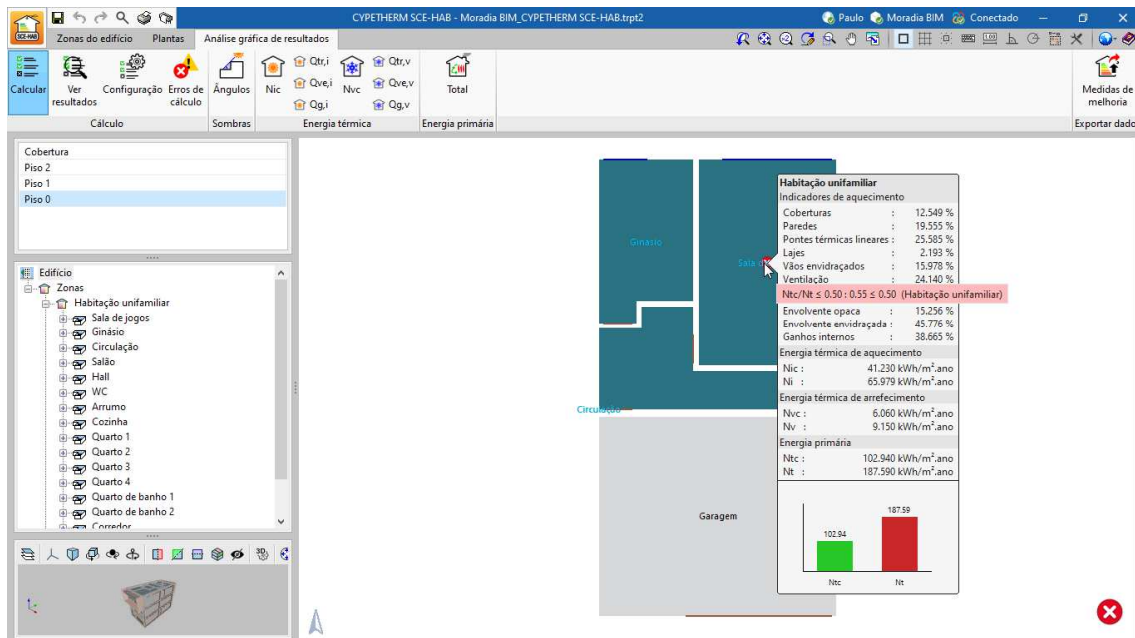 CYPETHERM SCE-HAB - Moradia BIM_CYPETHERM SCE-HAB.trpt2
Paulo
Moradia BIM
Conectado
SCE-HAB
Zonas do edifício
Plantas
Análise gráfica de resultados
Calcular
Ver resultados
Configuração
Erros de cálculo
Ângulos
Nic
Qtr,i
Qve,i
Qg,i
Nvc
Qtr,v
Qve,v
Qg,v
Total
Medidas de melhoria
Cálculo
Sombras
Energia térmica
Energia primária
Exportar dado
Cobertura
Piso 2
Piso 1
Piso 0
Edifício
Zonas
Habitação unifamiliar
Sala de jogos
Ginásio
Circulação
Salão
Hall
WC
Arrumo
Cozinha
Quarto 1
Quarto 2
Quarto 3
Quarto 4
Quarto de banho 1
Quarto de banho 2
Corredor
3D
Ginásio
Sala d
Circulação
Garagem
Habitação unifamiliar
Indicadores de aquecimento
Coberturas : 12.549 %
Paredes : 19.555 %
Pontes térmicas lineares : 25.585 %
Lajes : 2.193 %
Vãos envidraçados : 15.978 %
Ventilação : 24.140 %
Ntc/Nt ≤ 0.50 : 0.55 ≤ 0.50 (Habitação unifamiliar)
Envolvente opaca : 15.256 %
Envolvente envidraçada : 45.776 %
Ganhos internos : 38.665 %
Energia térmica de aquecimento
Nic : 41.230 kWh/m².ano
Ni : 65.979 kWh/m².ano
Energia térmica de arrefecimento
Nvc : 6.060 kWh/m².ano
Nv : 9.150 kWh/m².ano
Energia primária
Ntc : 102.940 kWh/m².ano
Nt : 187.590 kWh/m².ano
187.59
102.94
Ntc
Nt